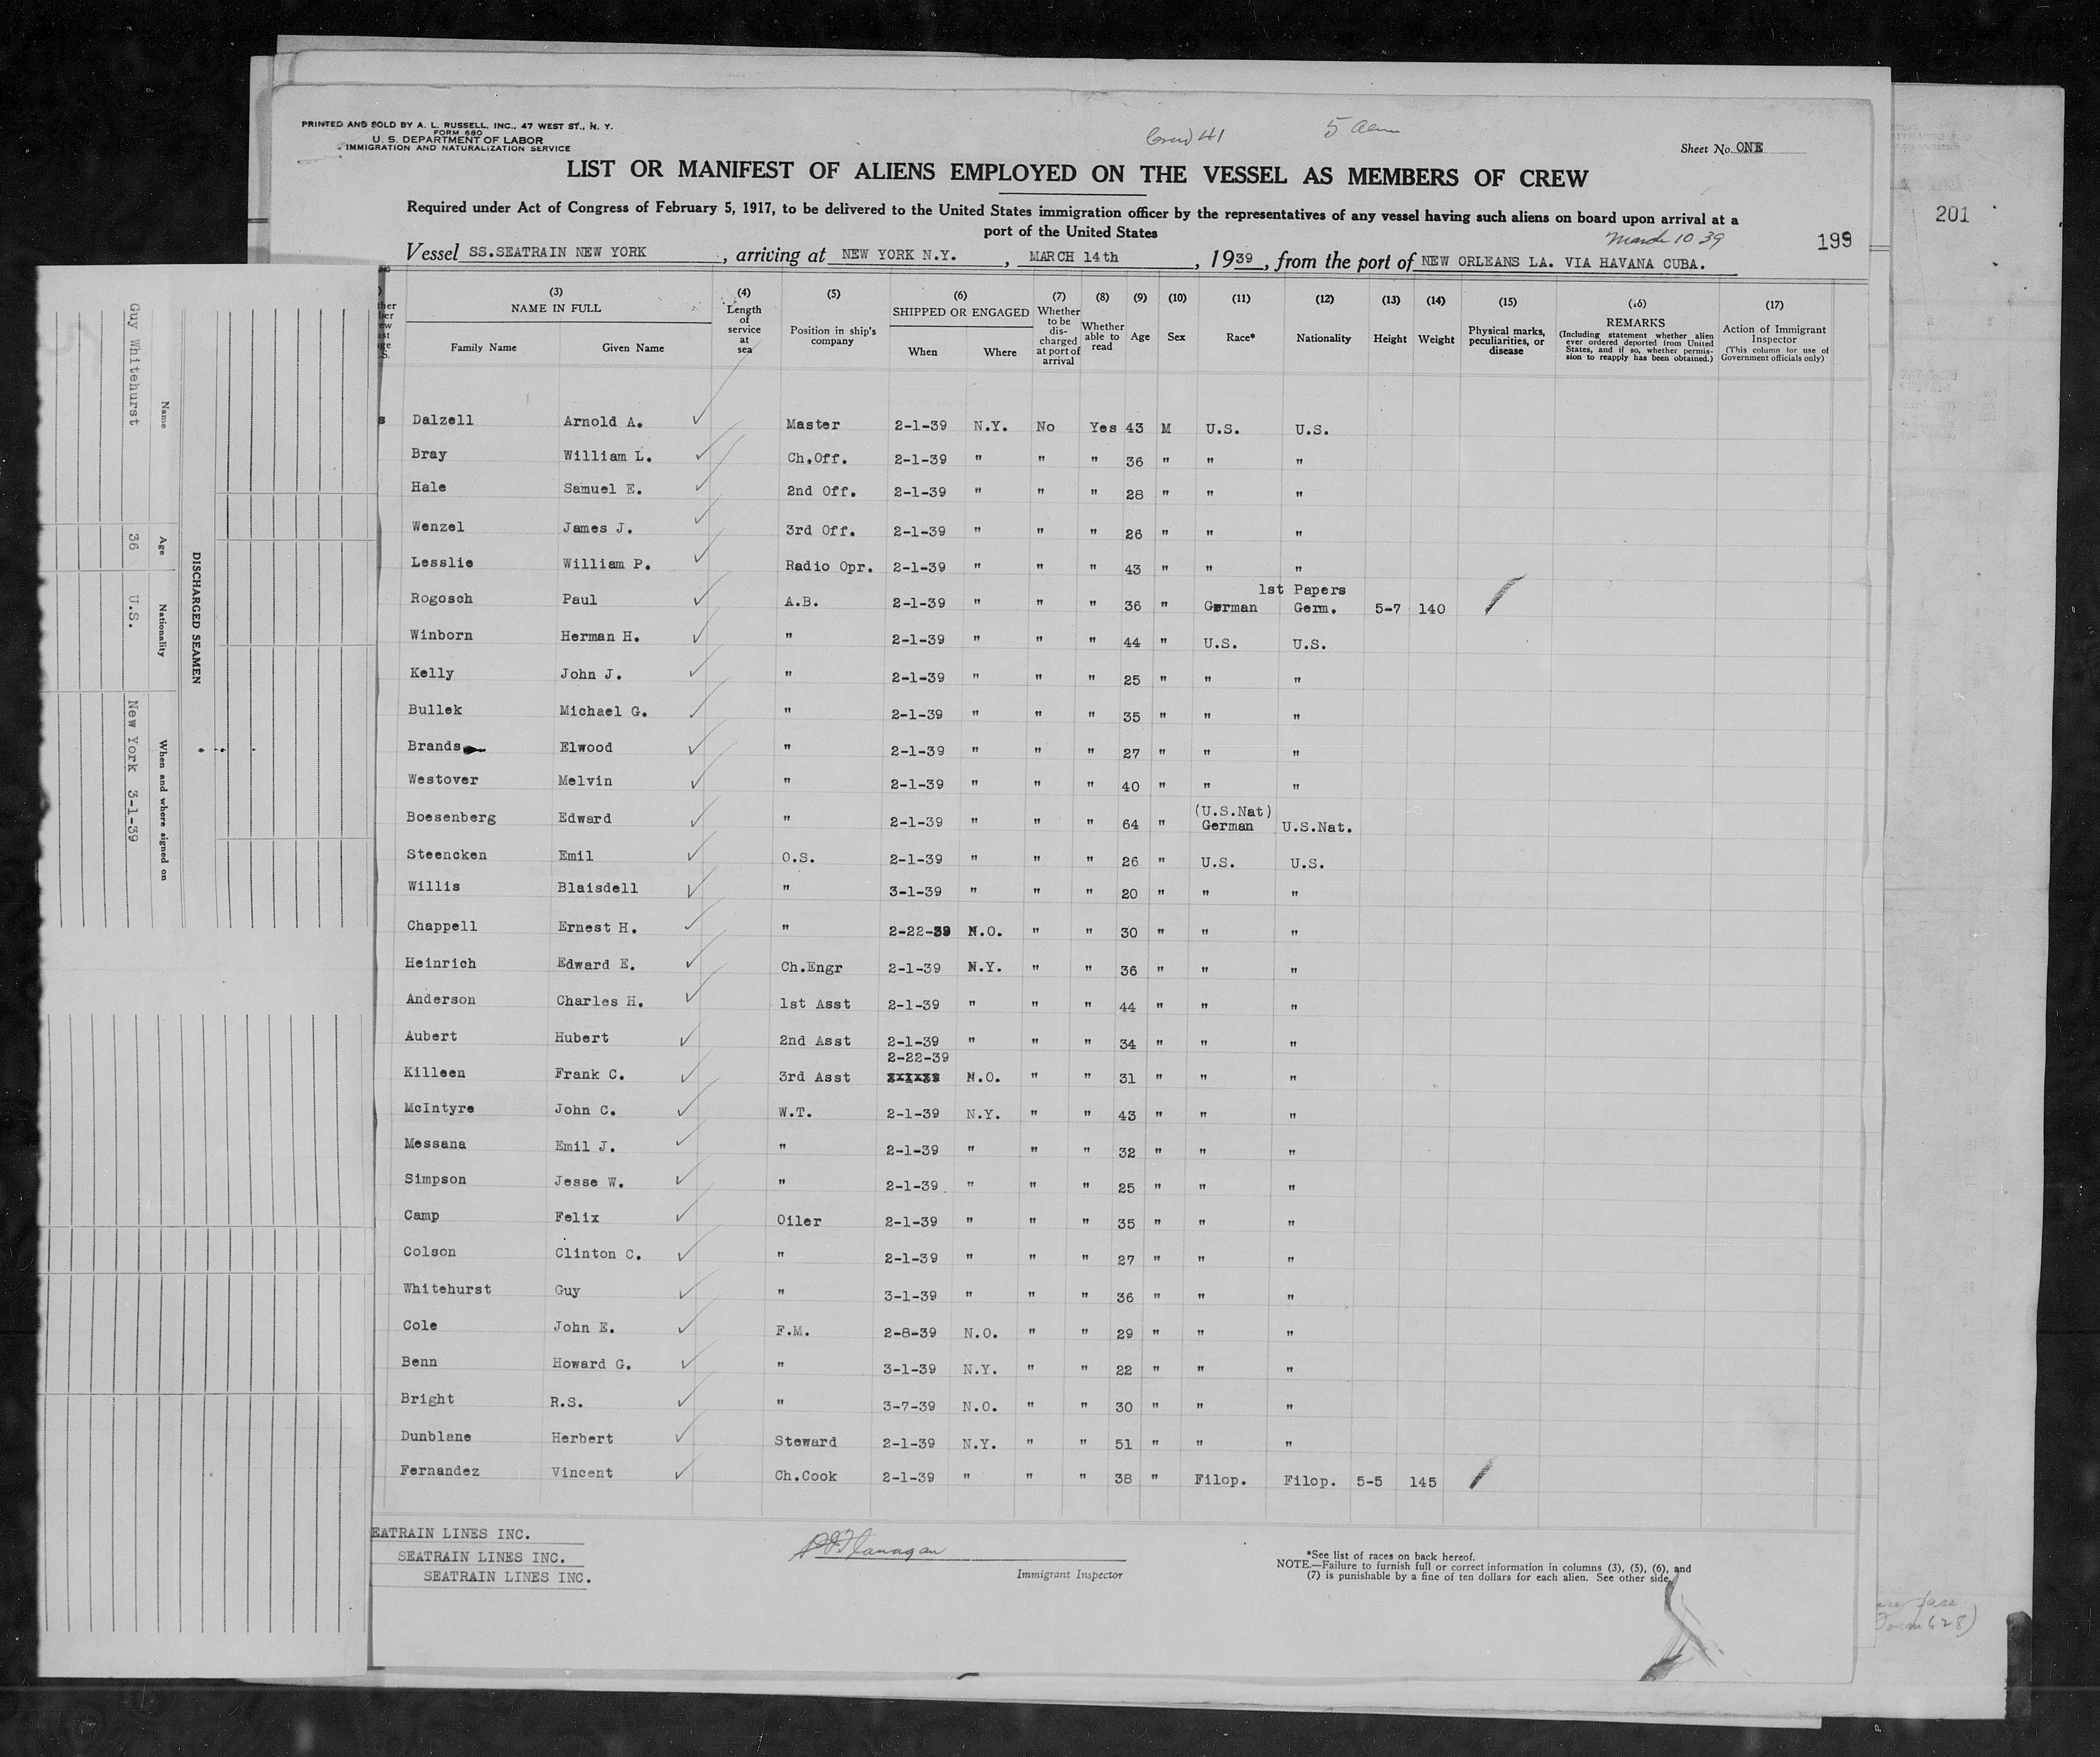 PRINTED AND SOLD BY A. L. RUSSELL, INC., 47 WEST ST., N. Y.
FORM 680
U. S. DEPARTMENT OF LABOR
IMMIGRATION AND NATURALIZATION SERVICE
Crew 41
5
Sheet No. ONE
LIST OR MANIFEST OF ALIENS EMPLOYED ON THE VESSEL AS MEMBERS OF CREW
Required under Act of Congress of February 5, 1917, to be delivered to the United States immigration officer by the representatives of any vessel having such aliens on board upon arrival at a
port of the United States
March 10 39
199
201
Vessel SS.SEATRAIN NEW YORK, arriving at NEW YORK N.Y., MARCH 14th, 1939, from the port of NEW ORLEANS LA. VIA HAVANA CUBA.
(3) NAME IN FULL Family Name Given Name
(4) Length of service at sea
(5) Position in ship's company
(6) SHIPPED OR ENGAGED When Where
(7) Whether to be discharged at port of arrival
(8) Whether able to read
(9) Age
(10) Sex
(11) Race*
(12) Nationality
(13) Height
(14) Weight
(15) Physical marks, peculiarities, or disease
(16) REMARKS (Including statement whether alien ever ordered deported from United States, and if so, whether permission to reapply has been obtained.)
(17) Action of Immigrant Inspector (This column for use of Government officials only)
Dalzell Arnold A. Master 2-1-39 N.Y. No Yes 43 M U.S. U.S.
Bray William L. Ch.Off. 2-1-39 " " " 36 " " "
Hale Samuel E. 2nd Off. 2-1-39 " " " 28 " " "
Wenzel James J. 3rd Off. 2-1-39 " " " 26 " " "
Lesslie William P. Radio Opr. 2-1-39 " " " 43 " " "
1st Papers
Rogosch Paul A.B. 2-1-39 " " " 36 " German Germ. 5-7 140
Winborn Herman H. " 2-1-39 " " " 44 " U.S. U.S.
Kelly John J. " 2-1-39 " " " 25 " " "
Bullek Michael G. " 2-1-39 " " " 35 " " "
Brands Elwood " 2-1-39 " " " 27 " " "
Westover Melvin " 2-1-39 " " " 40 " " "
(U.S.Nat)
Boesenberg Edward " 2-1-39 " " " 64 " German U.S.Nat.
Steencken Emil O.S. 2-1-39 " " " 26 " U.S. U.S.
Willis Blaisdell " 3-1-39 " " " 20 " " "
Chappell Ernest H. " 2-22-39 N.O. " " 30 " " "
Heinrich Edward E. Ch.Engr 2-1-39 N.Y. " " 36 " " "
Anderson Charles H. 1st Asst 2-1-39 " " " 44 " " "
Aubert Hubert 2nd Asst 2-1-39 " " " 34 " " "
2-22-39
Killeen Frank C. 3rd Asst N.O. " " 31 " " "
McIntyre John C. W.T. 2-1-39 N.Y. " " 43 " " "
Messana Emil J. " 2-1-39 " " " 32 " " "
Simpson Jesse W. " 2-1-39 " " " 25 " " "
Camp Felix Oiler 2-1-39 " " " 35 " " "
Colson Clinton C. " 2-1-39 " " " 27 " " "
Whitehurst Guy " 3-1-39 " " " 36 " " "
Cole John E. F.M. 2-8-39 N.O. " " 29 " " "
Benn Howard G. " 3-1-39 N.Y. " " 22 " " "
Bright R.S. " 3-7-39 N.O. " " 30 " " "
Dunblane Herbert Steward 2-1-39 N.Y. " " 51 " " "
Fernandez Vincent Ch.Cook 2-1-39 " " " 38 " Filop. Filop. 5-5 145
EATRAIN LINES INC.
SEATRAIN LINES INC.
SEATRAIN LINES INC.
Flanagan
Immigrant Inspector
*See list of races on back hereof.
NOTE.—Failure to furnish full or correct information in columns (3), (5), (6), and
(7) is punishable by a fine of ten dollars for each alien. See other side.
DISCHARGED SEAMEN
Name Age Nationality When and where signed on
Guy Whitehurst 36 U.S. New York 3-1-39